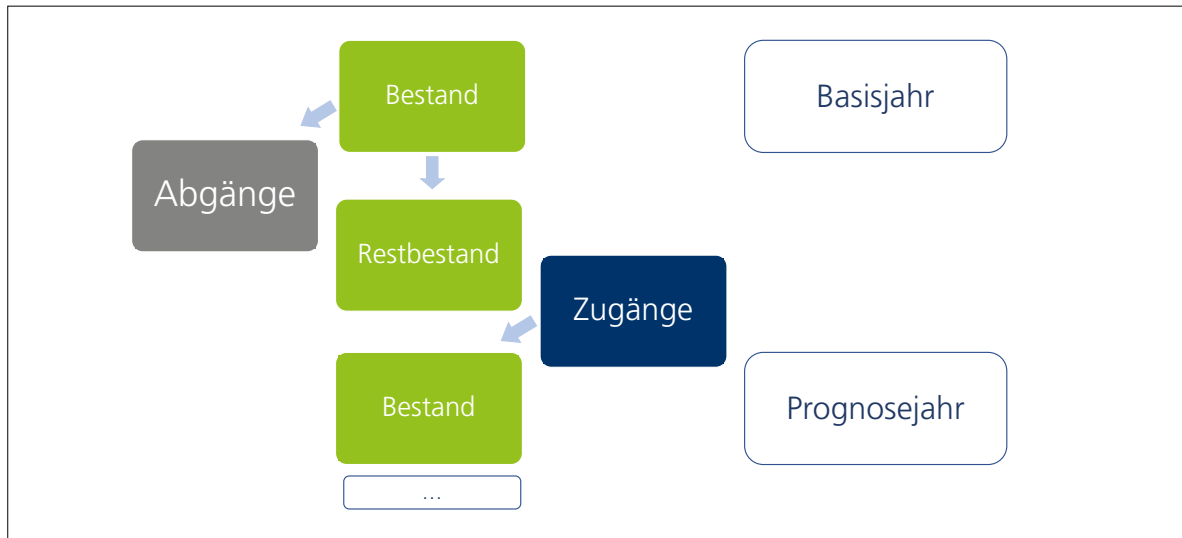 Bestand
Basisjahr
Abgänge
Restbestand
Zugänge
Bestand
Prognosejahr
...